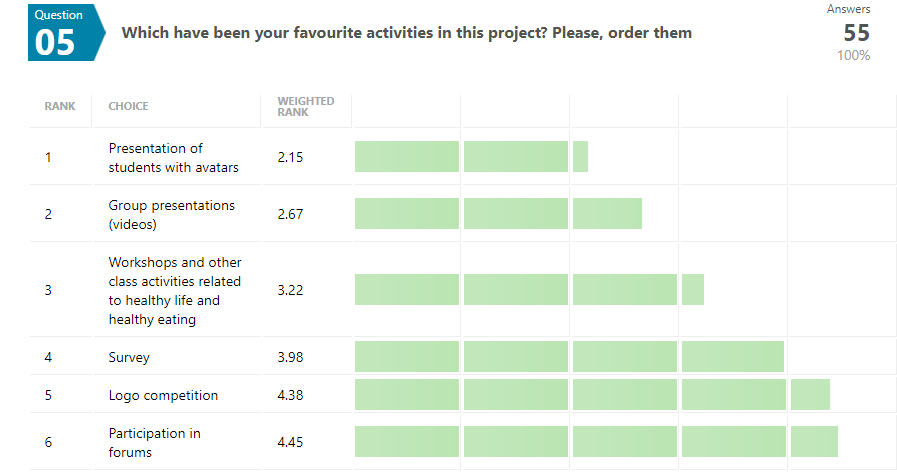 Question
05
Which have been your favourite activities in this project? Please, order them
Answers
55
100%
RANK
CHOICE
WEIGHTED
RANK
1
Presentation of
students with avatars
2.15
2
Group presentations
(videos)
2.67
3
Workshops and other
class activities related
to healthy life and
healthy eating
3.22
4
Survey
3.98
5
Logo competition
4.38
6
Participation in
forums
4.45